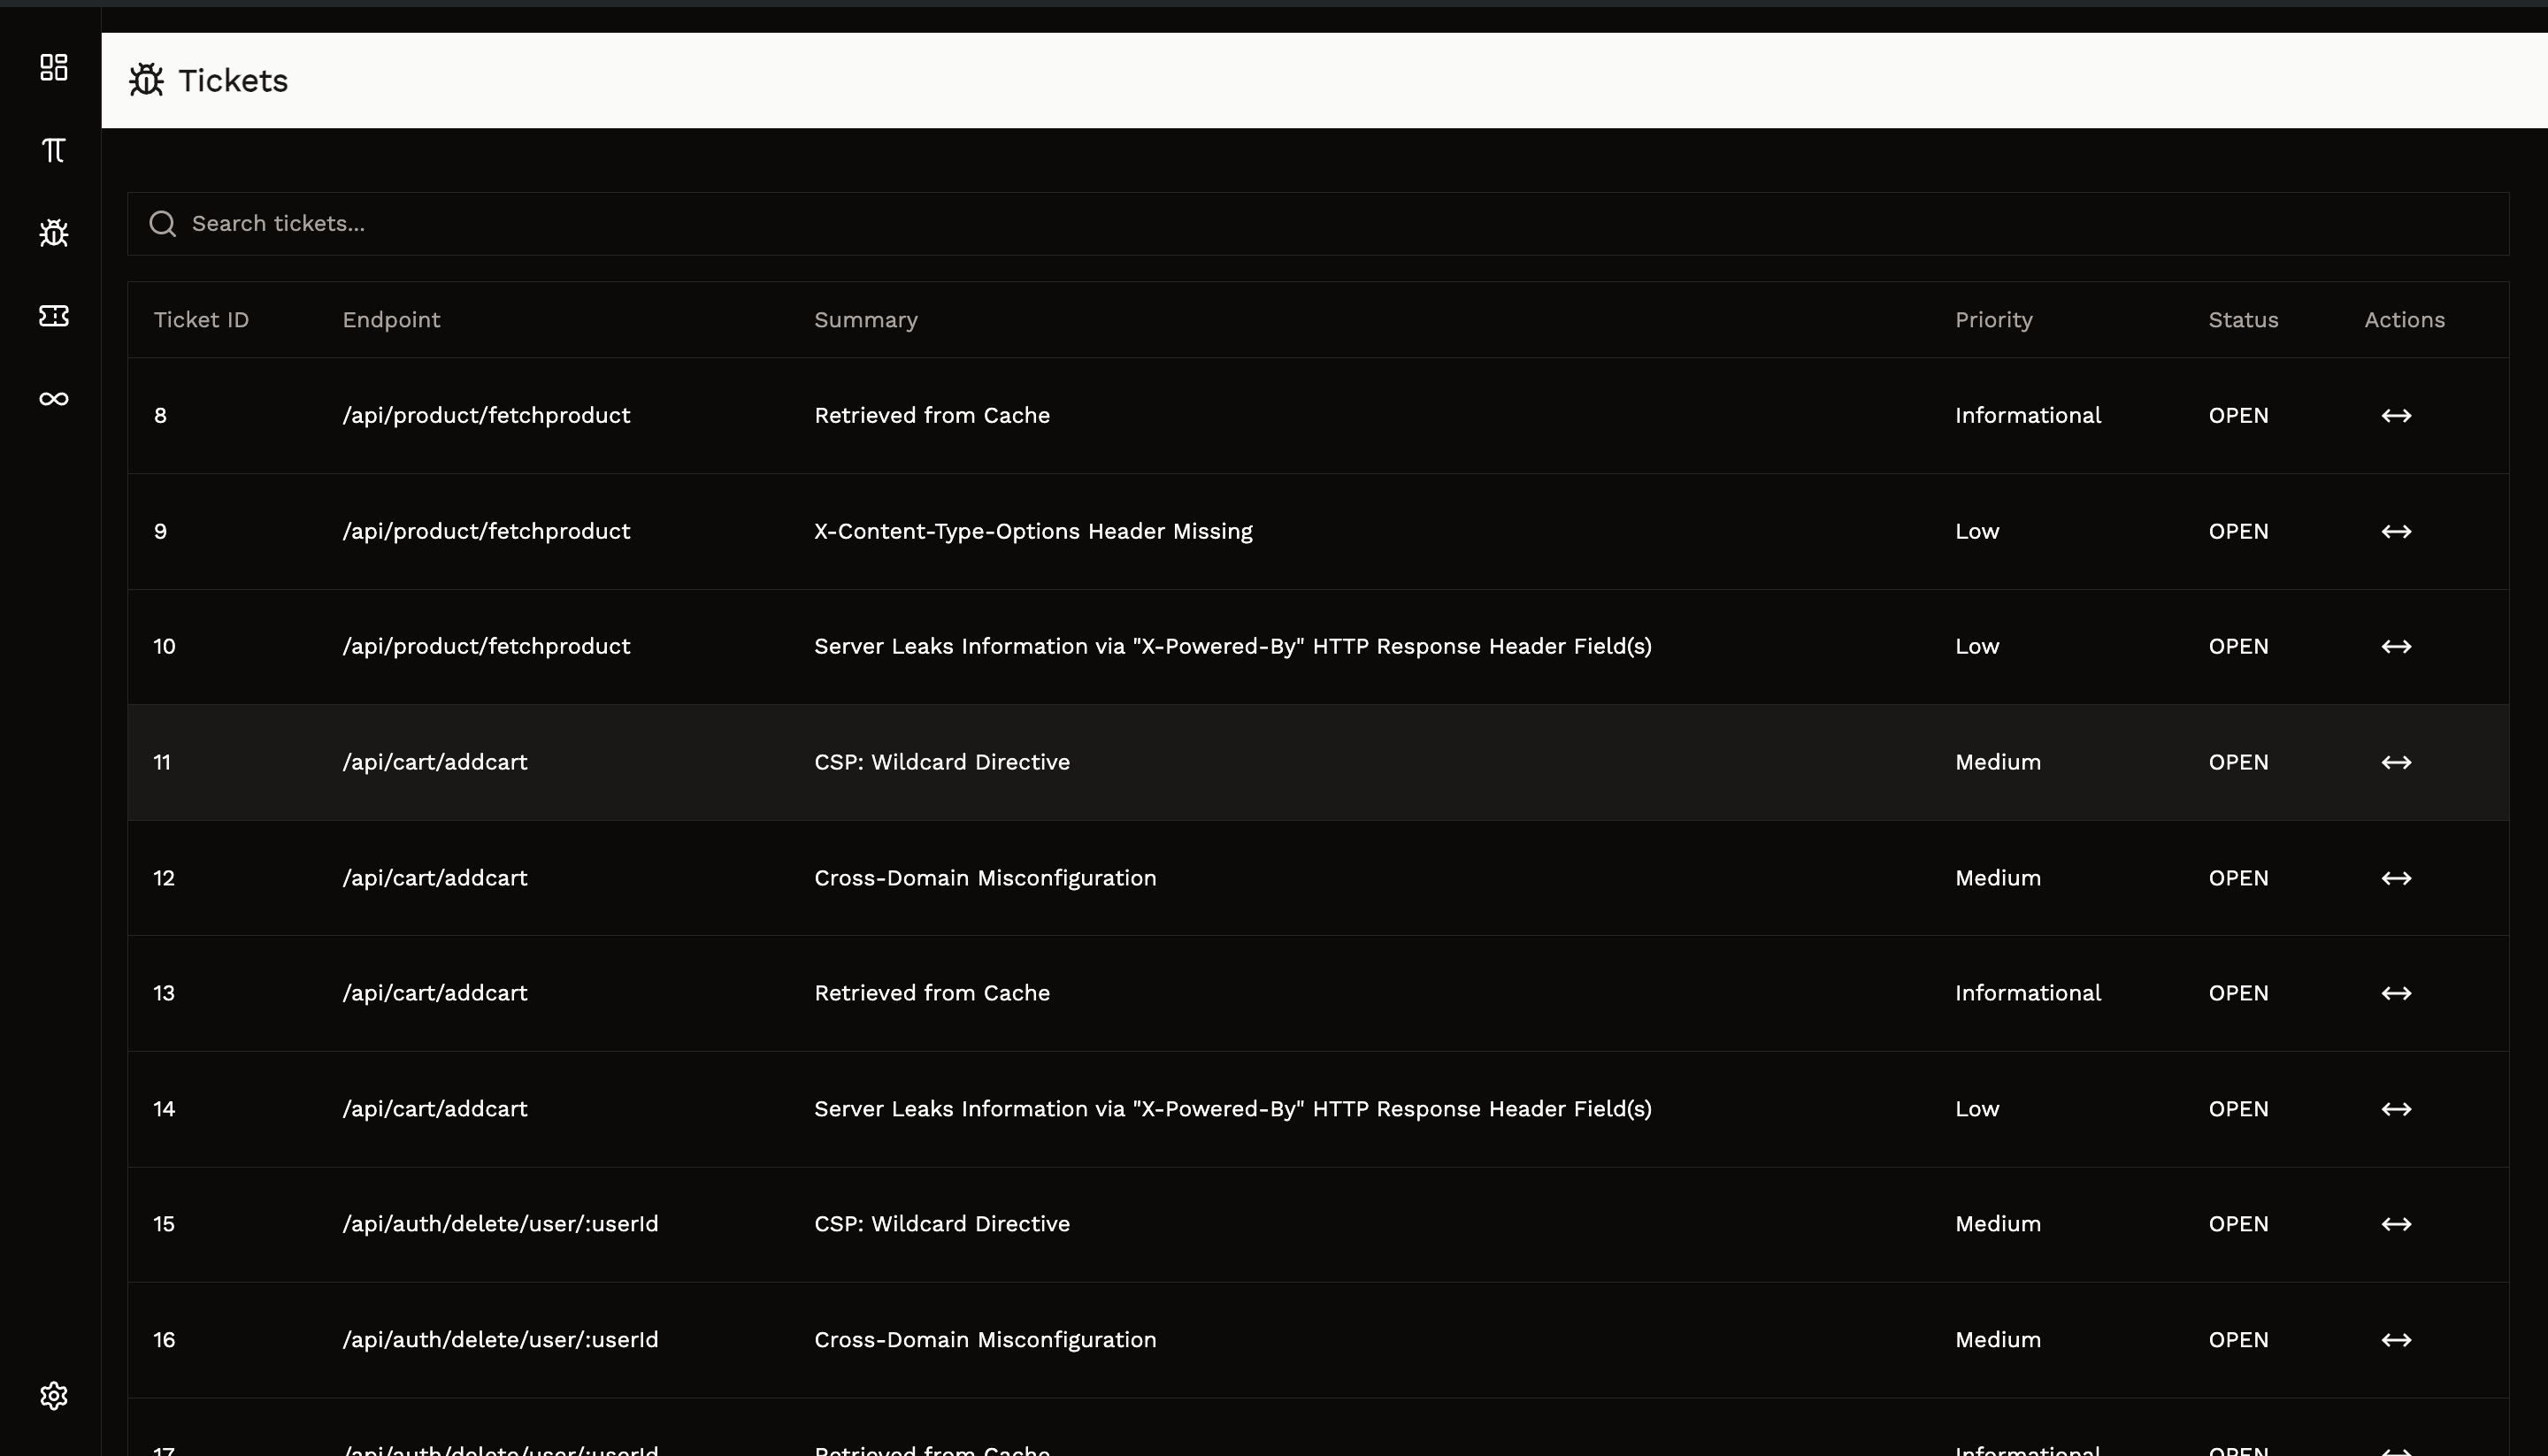 Tickets
Search tickets...
Ticket ID Endpoint Summary Priority Status Actions
8 /api/product/fetchproduct Retrieved from Cache Informational OPEN
9 /api/product/fetchproduct X-Content-Type-Options Header Missing Low OPEN
10 /api/product/fetchproduct Server Leaks Information via "X-Powered-By" HTTP Response Header Field(s) Low OPEN
11 /api/cart/addcart CSP: Wildcard Directive Medium OPEN
12 /api/cart/addcart Cross-Domain Misconfiguration Medium OPEN
13 /api/cart/addcart Retrieved from Cache Informational OPEN
14 /api/cart/addcart Server Leaks Information via "X-Powered-By" HTTP Response Header Field(s) Low OPEN
15 /api/auth/delete/user/:userId CSP: Wildcard Directive Medium OPEN
16 /api/auth/delete/user/:userId Cross-Domain Misconfiguration Medium OPEN
17 /api/auth/delete/user/:userId Retrieved from Cache Informational OPEN